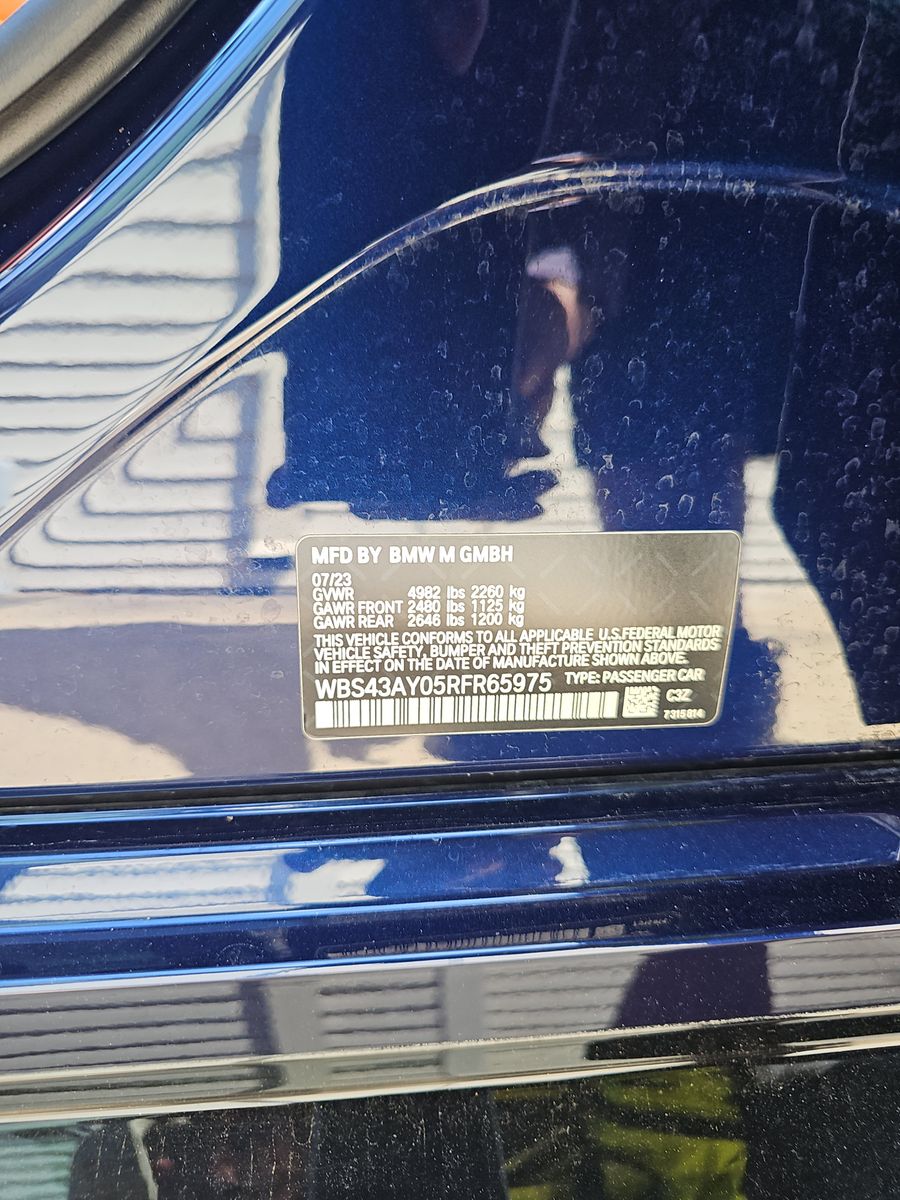 MFD BY BMW M GMBH
07/23
GVWR 4982 lbs 2260 kg
GAWR FRONT 2480 lbs 1125 kg
GAWR REAR 2646 lbs 1200 kg
THIS VEHICLE CONFORMS TO ALL APPLICABLE U.S.FEDERAL MOTOR
VEHICLE SAFETY, BUMPER AND THEFT PREVENTION STANDARDS
IN EFFECT ON THE DATE OF MANUFACTURE SHOWN ABOVE.
WBS43AY05RFR65975 TYPE: PASSENGER CAR
C3Z
7315814